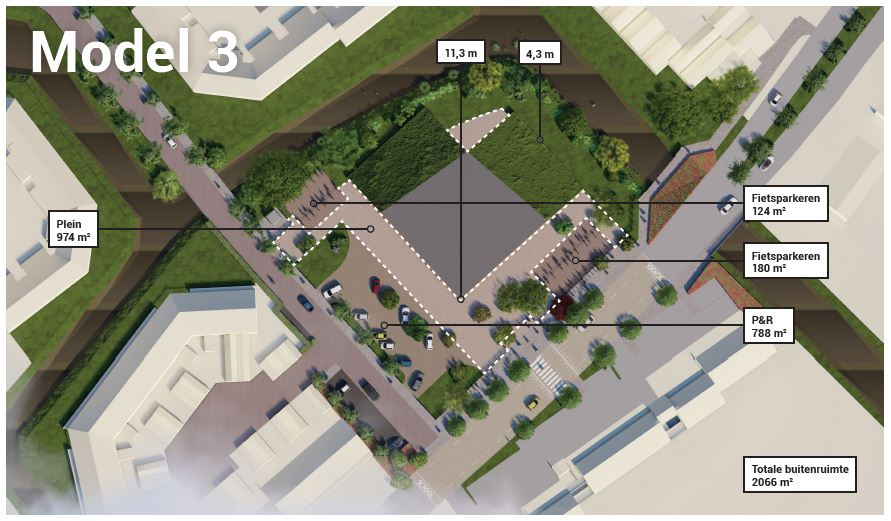 Model 3
11,3 m
4,3 m
Fietsparkeren
124 m²
Plein
974 m²
Fietsparkeren
180 m²
P&R
788 m²
Totale buitenruimte
2066 m²